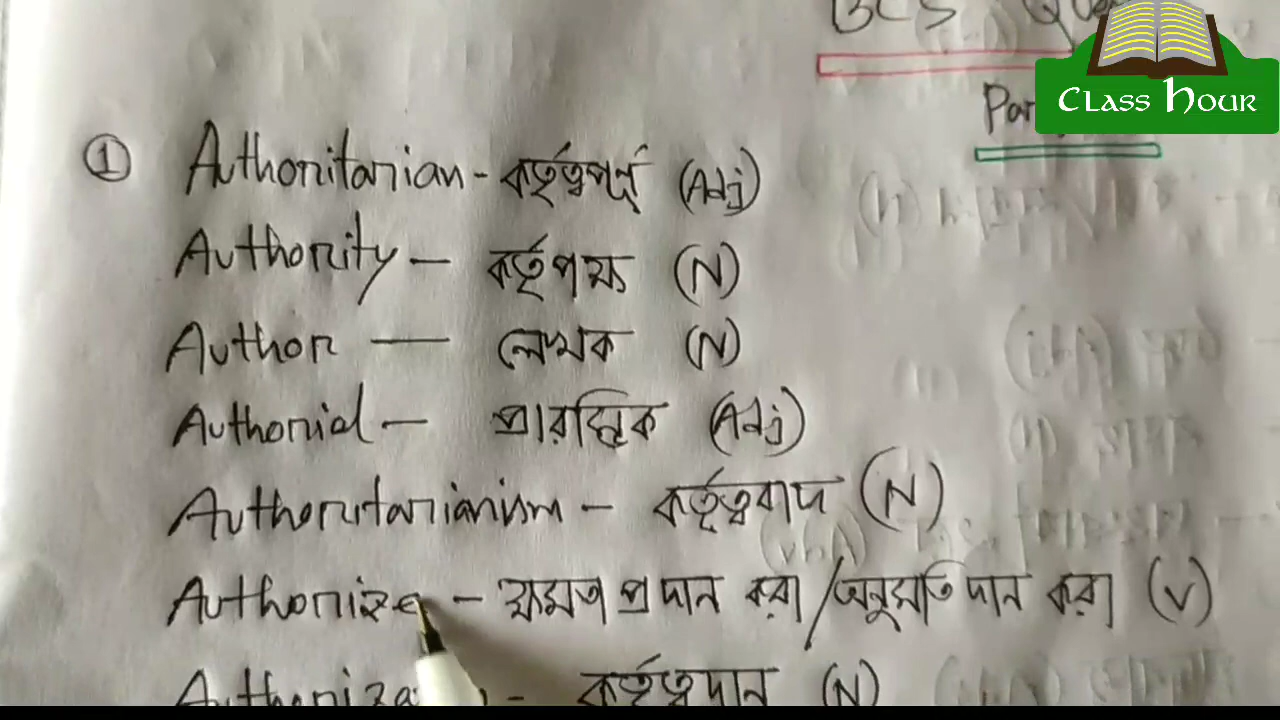 BCS
CLASS HOUR
① Authoritarian - কর্তৃত্বপূর্ণ (Adj)
Authority — কর্তৃপক্ষ (N)
Author — লেখক (N)
Authorial — প্রারম্ভিক (Adj)
Authoritarianism – কর্তৃত্ববাদ (N)
Authorize – ক্ষমতা প্রদান করা / অনুমতি দান করা (V)
- কর্তৃত্বদান (N)